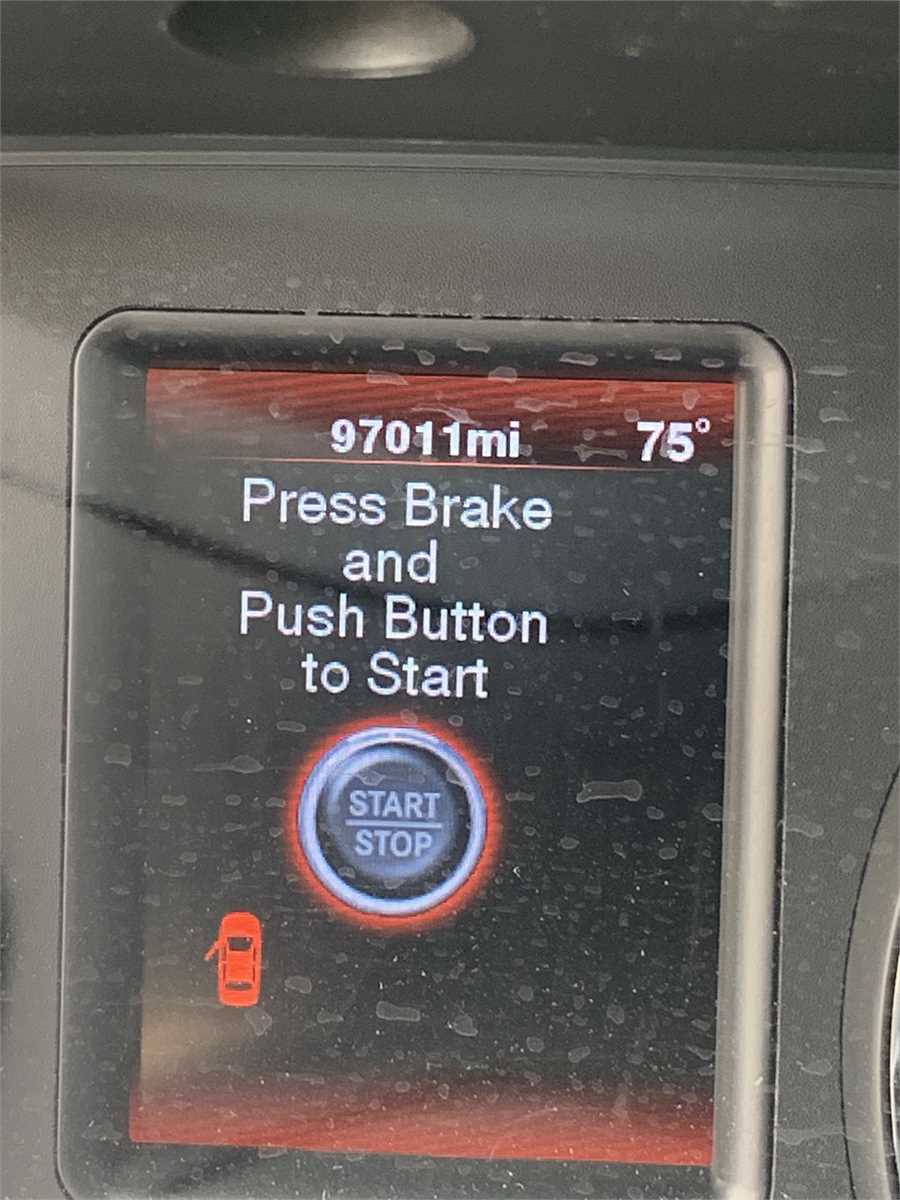 97011mi 75°
Press Brake
and
Push Button
to Start
START
STOP